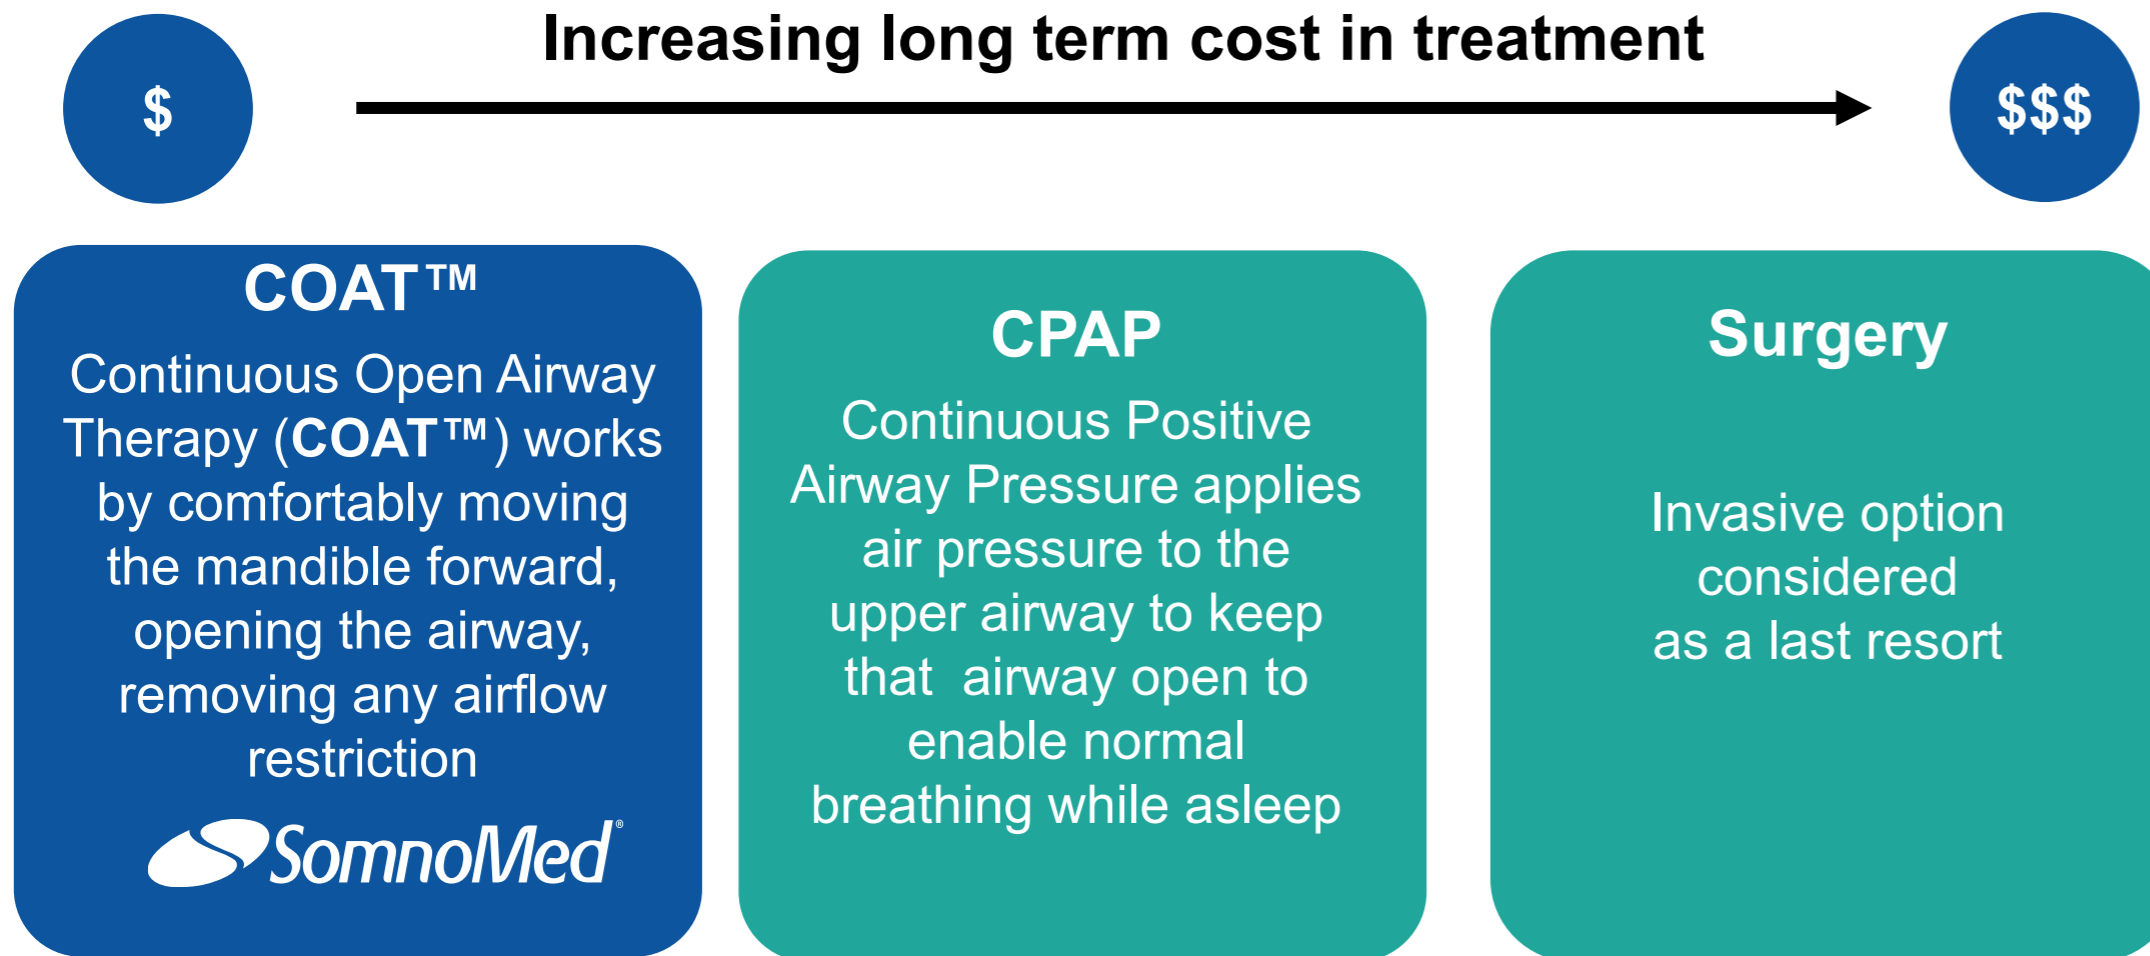 Increasing long term cost in treatment
$
$$$
COAT™
Continuous Open Airway
Therapy (COAT™) works
by comfortably moving
the mandible forward,
opening the airway,
removing any airflow
restriction
SomnoMed®
CPAP
Continuous Positive
Airway Pressure applies
air pressure to the
upper airway to keep
that  airway open to
enable normal
breathing while asleep
Surgery
Invasive option
considered
as a last resort